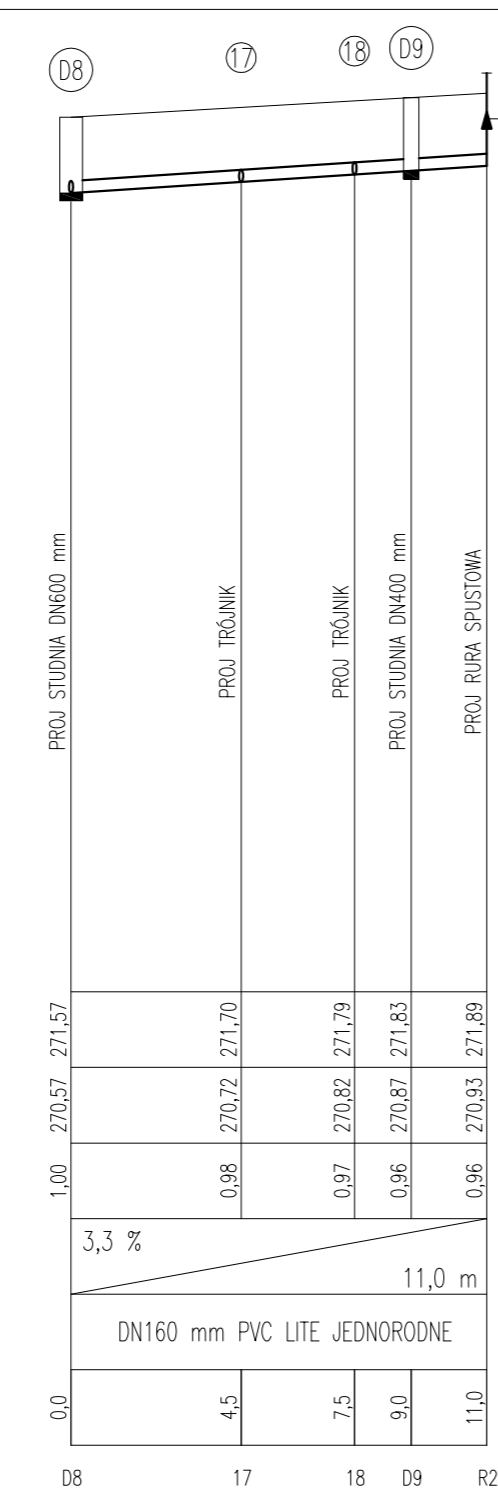 D8
17
18
D9
PROJ STUDNIA DN600 mm
PROJ TRÓJNIK
PROJ TRÓJNIK
PROJ STUDNIA DN400 mm
PROJ RURA SPUSTOWA
271,57 271,70 271,79 271,83 271,89
270,57 270,72 270,82 270,87 270,93
1,00 0,98 0,97 0,96 0,96
3,3 %
11,0 m
DN160 mm PVC LITE JEDNORODNE
0,0 4,5 7,5 9,0 11,0
D8 17 18 D9 R2